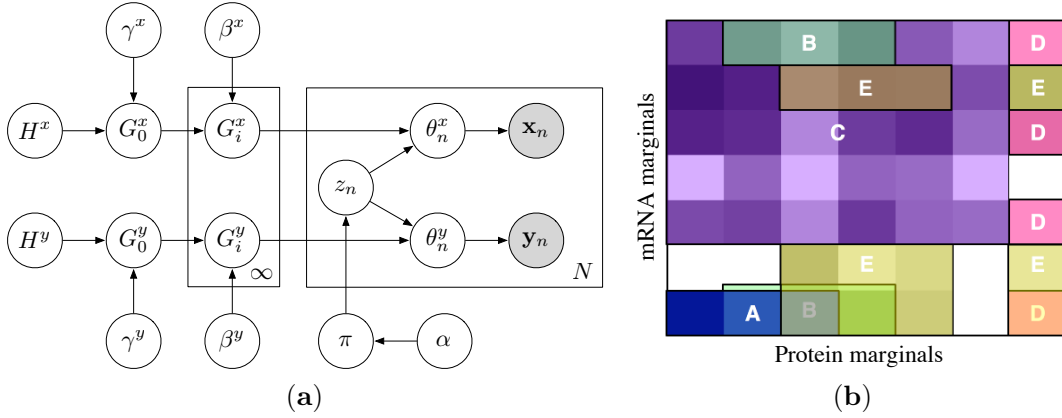 γ^x β^x
H^x G_0^x G_i^x θ_n^x x_n
z_n
H^y G_0^y G_i^y θ_n^y y_n
∞ N
γ^y β^y π α
(a)
mRNA marginals
B D
E E
C D
D
E E
A B D
Protein marginals
(b)